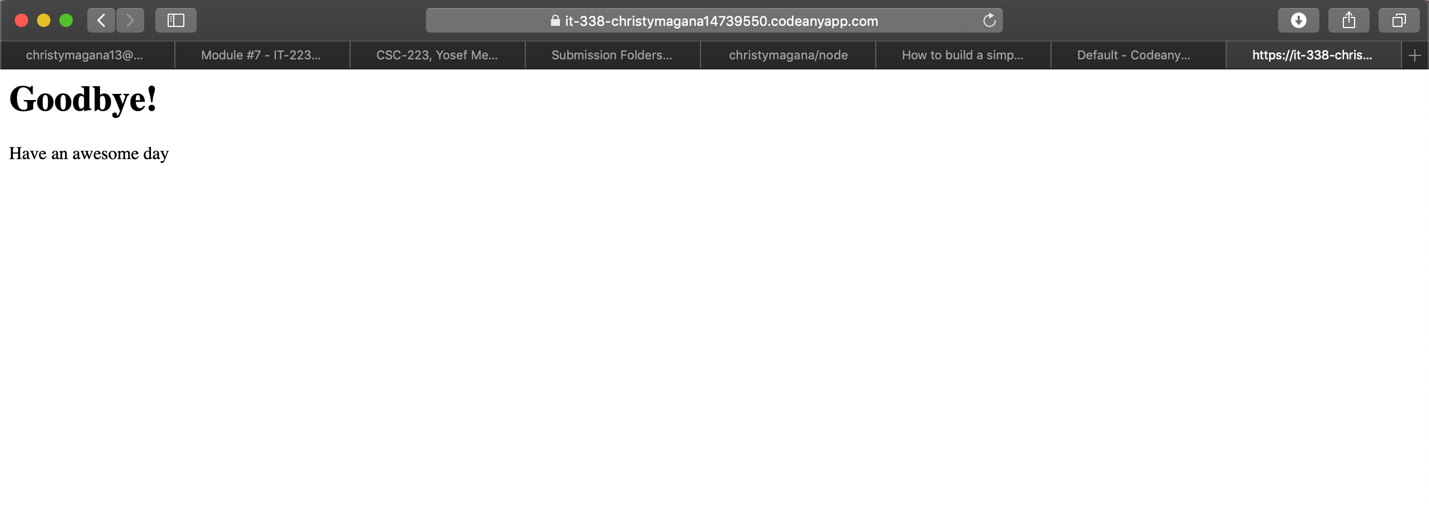 it-338-christymagana14739550.codeanyapp.com
christymagana13@... Module #7 - IT-223... CSC-223, Yosef Me... Submission Folders... christymagana/node How to build a simp... Default - Codeany... https://it-338-chris...
Goodbye!
Have an awesome day